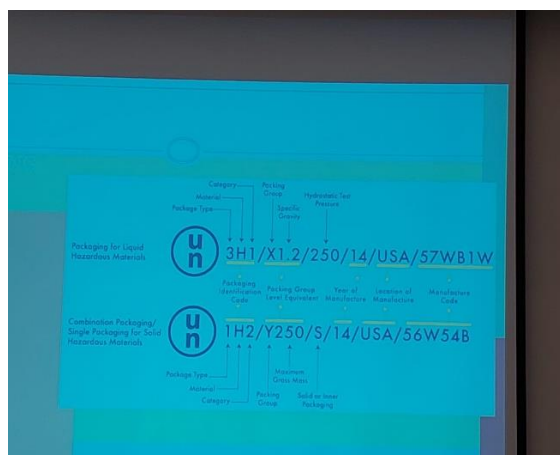 Category
Packing
Group
Material
Specific
Gravity
Hydrostatic Test
Pressure
Package Type
Packaging for Liquid
Hazardous Materials
un
3H1/X1.2/250/14/USA/57WB1W
Packaging
Identification
Code
Packing Group
Level Equivalent
Year of
Manufacture
Location of
Manufacture
Manufacture
Code
Combination Packaging/
Single Packaging for Solid
Hazardous Materials
un
1H2/Y250/S/14/USA/56W54B
Package Type
Material
Category
Packing
Group
Maximum
Gross Mass
Solid or Inner
Packaging